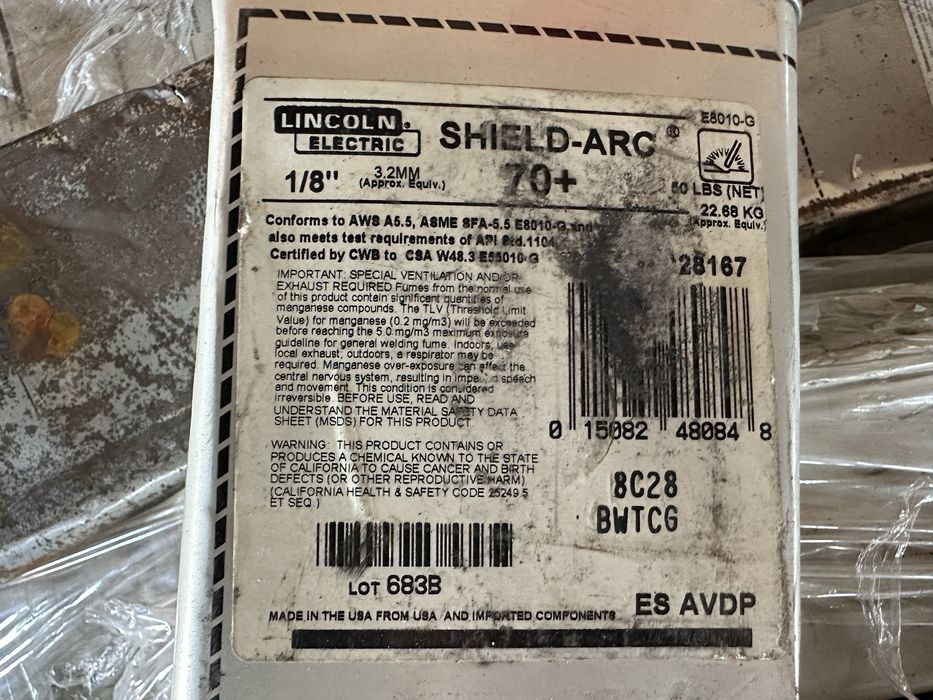 E8010-G
LINCOLN®
ELECTRIC
SHIELD-ARC®
70+
1/8" 3.2MM
(Approx. Equiv.)
50 LBS (NET)
22.68 KG
(Approx. Equiv.)
Conforms to AWS A5.5, ASME SFA-5.5 E8010-G, and
also meets test requirements of API Std.1104
Certified by CWB to CSA W48.3 E55010-G
28167
IMPORTANT: SPECIAL VENTILATION AND/OR
EXHAUST REQUIRED Fumes from the normal use
of this product contain significant quantities of
manganese compounds. The TLV (Threshold Limit
Value) for manganese (0.2 mg/m3) will be exceeded
before reaching the 5.0 mg/m3 maximum exposure
guideline for general welding fume. Indoors, use
local exhaust; outdoors, a respirator may be
required. Manganese over-exposure can affect the
central nervous system, resulting in speech
and movement. This condition is considered
irreversible. BEFORE USE, READ AND
UNDERSTAND THE MATERIAL SAFETY DATA
SHEET (MSDS) FOR THIS PRODUCT
0 15082 48084 8
WARNING: THIS PRODUCT CONTAINS OR
PRODUCES A CHEMICAL KNOWN TO THE STATE
OF CALIFORNIA TO CAUSE CANCER AND BIRTH
DEFECTS (OR OTHER REPRODUCTIVE HARM)
(CALIFORNIA HEALTH & SAFETY CODE 25249.5
ET SEQ.)
8C28
BWTCG
LOT 683B
ES AVDP
MADE IN THE USA FROM USA AND IMPORTED COMPONENTS